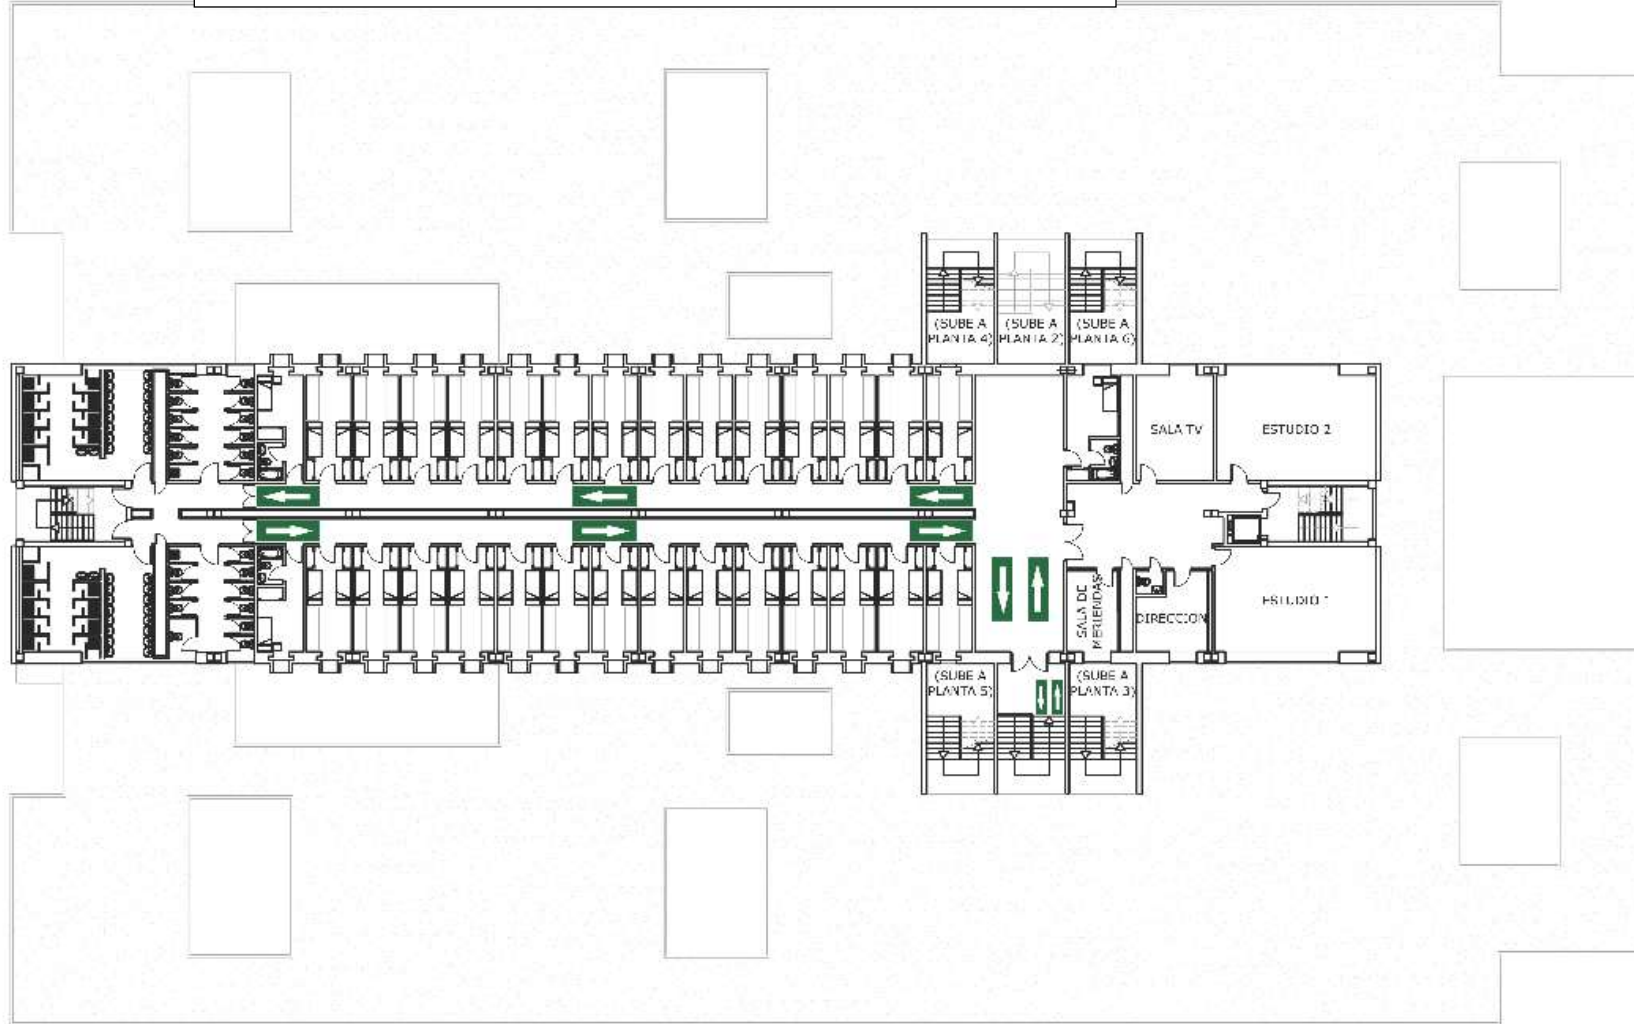 (SUBE A
PLANTA 4)
(SUBE A
PLANTA 2)
(SUBE A
PLANTA 6)
SALA TV
ESTUDIO 2
SALA DE
MERIENDAS
DIRECCION
ESTUDIO 1
(SUBE A
PLANTA 5)
(SUBE A
PLANTA 3)